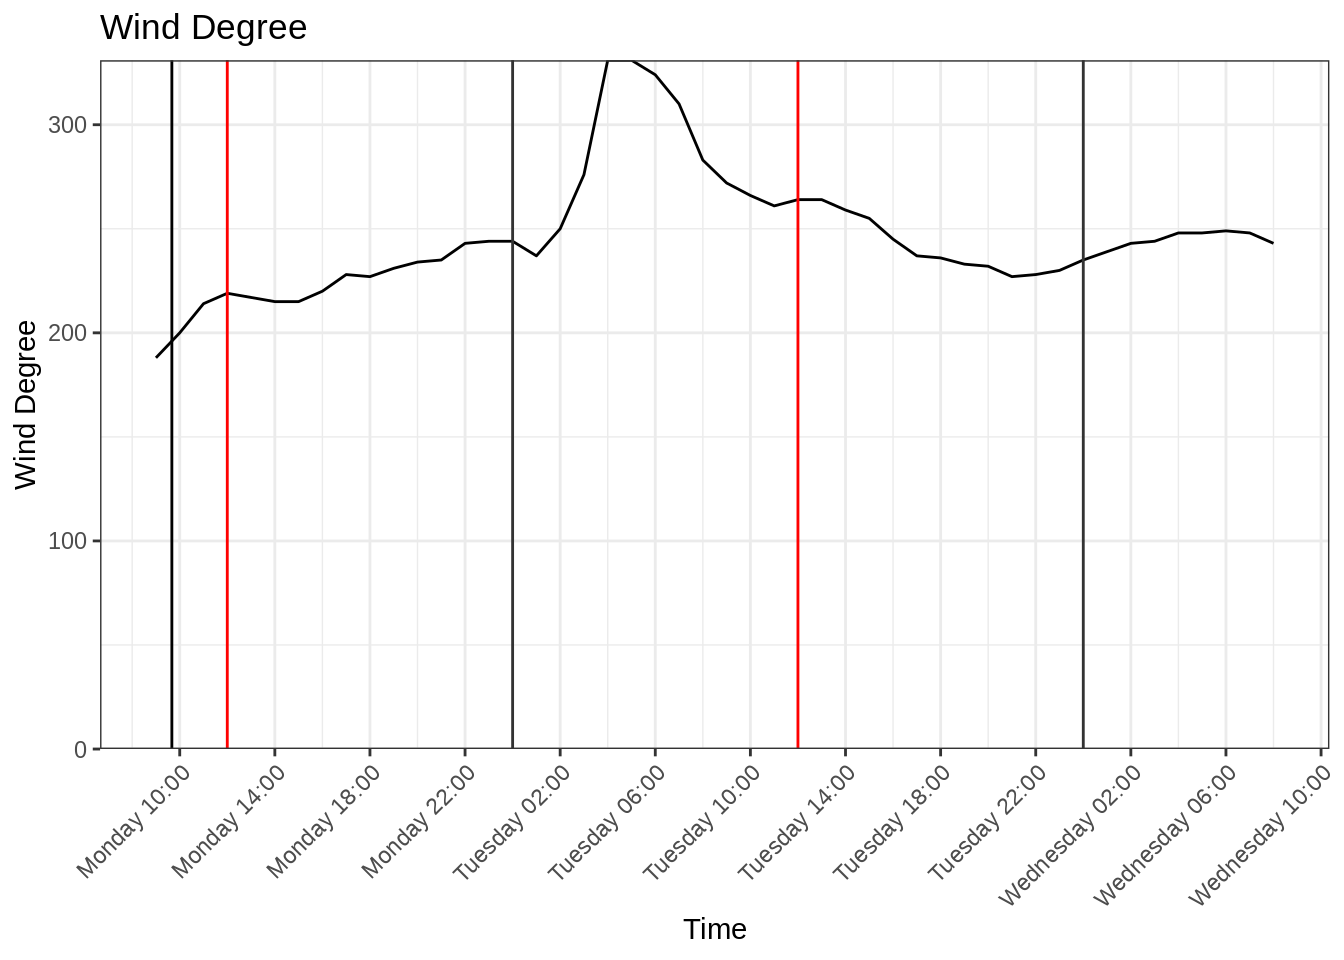 Wind Degree
Wind Degree
300
200
100
0
Monday 10:00
Monday 14:00
Monday 18:00
Monday 22:00
Tuesday 02:00
Tuesday 06:00
Tuesday 10:00
Tuesday 14:00
Tuesday 18:00
Tuesday 22:00
Wednesday 02:00
Wednesday 06:00
Wednesday 10:00
Time